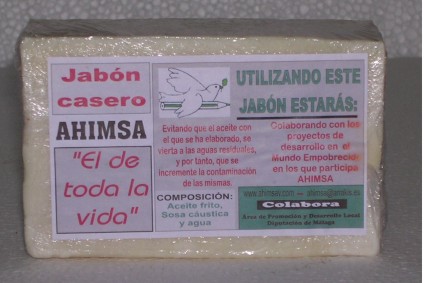 Jabón
casero
AHIMSA
"El de
toda la
vida"
UTILIZANDO ESTE
JABÓN ESTARÁS:
Evitando que el aceite con
el que se ha elaborado, se
vierta a las aguas residuales,
y por tanto, que se
incremente la contaminación
de las mismas.
Colaborando con los
proyectos de
desarrollo en el
Mundo Empobrecido
en los que participa
AHIMSA
COMPOSICIÓN:
Aceite frito,
Sosa cáustica
y agua
Colabora
Área de Promoción y Desarrollo Local
Diputación de Málaga